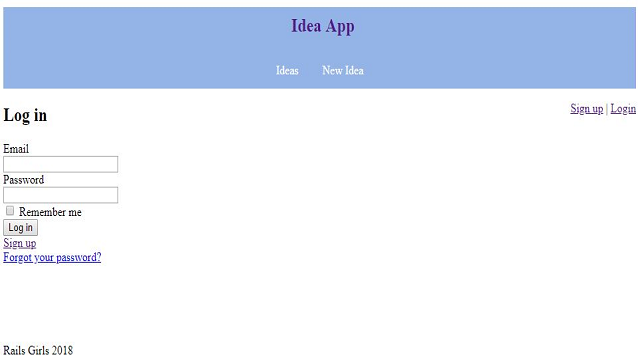 Idea App
Ideas New Idea
Sign up | Login
Log in
Email
Password
Remember me
Log in
Sign up
Forgot your password?
Rails Girls 2018